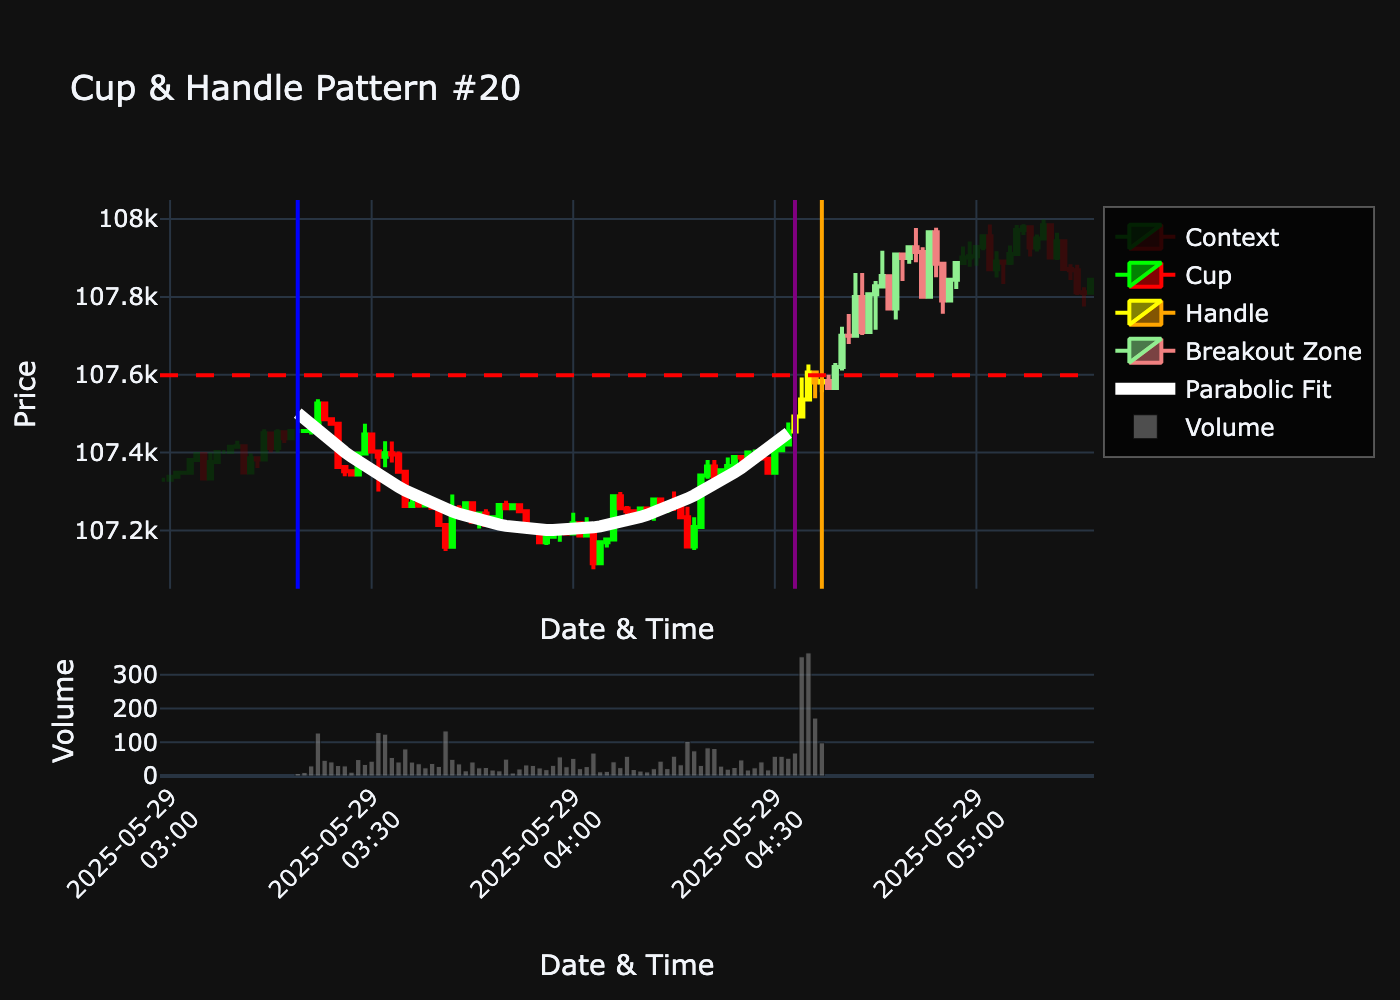 Cup & Handle Pattern #20
108k
107.8k
107.6k
107.4k
107.2k
Price
Date & Time
Context
Cup
Handle
Breakout Zone
Parabolic Fit
Volume
300
200
100
0
Volume
2025-05-29
03:00
2025-05-29
03:30
2025-05-29
04:00
2025-05-29
04:30
2025-05-29
05:00
Date & Time